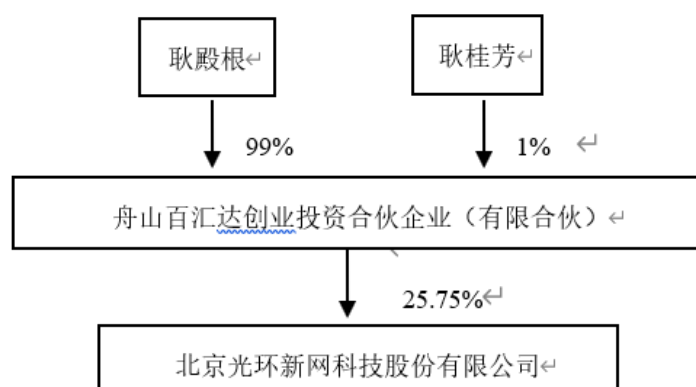 耿殿根
耿桂芳
99%
1%
舟山百汇达创业投资合伙企业（有限合伙）
25.75%
北京光环新网科技股份有限公司